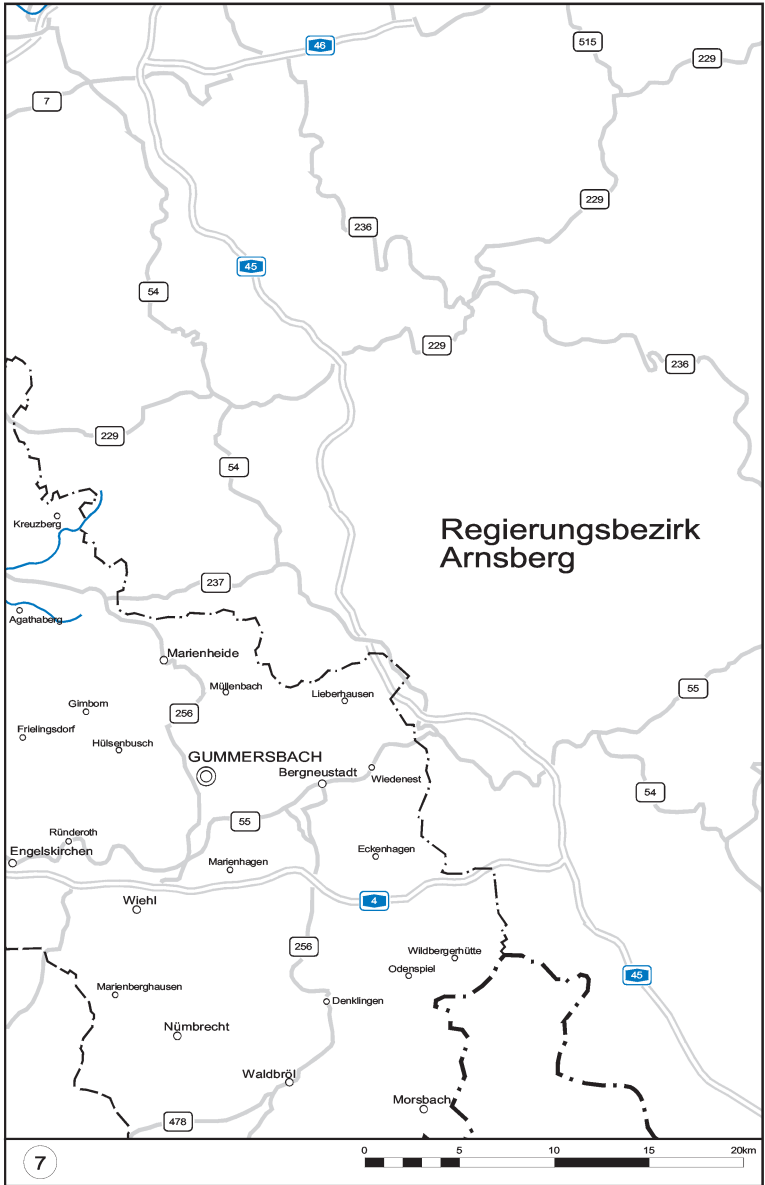 46
515
229
7
229
236
45
54
229
236
229
54
Regierungsbezirk
Arnsberg
Kreuzberg
237
Agathaberg
Marienheide
Müllenbach
Lieberhausen
55
Gimborn
256
Frielingsdorf
Hülsenbusch
GUMMERSBACH
Bergneustadt
Wiedenest
54
55
Ründeroth
Engelskirchen
Marienhagen
Eckenhagen
Wiehl
4
256
Wildbergerhütte
Odenspiel
45
Marienberghausen
Denklingen
Nümbrecht
Waldbröl
Morsbach
478
7
0 5 10 15 20km